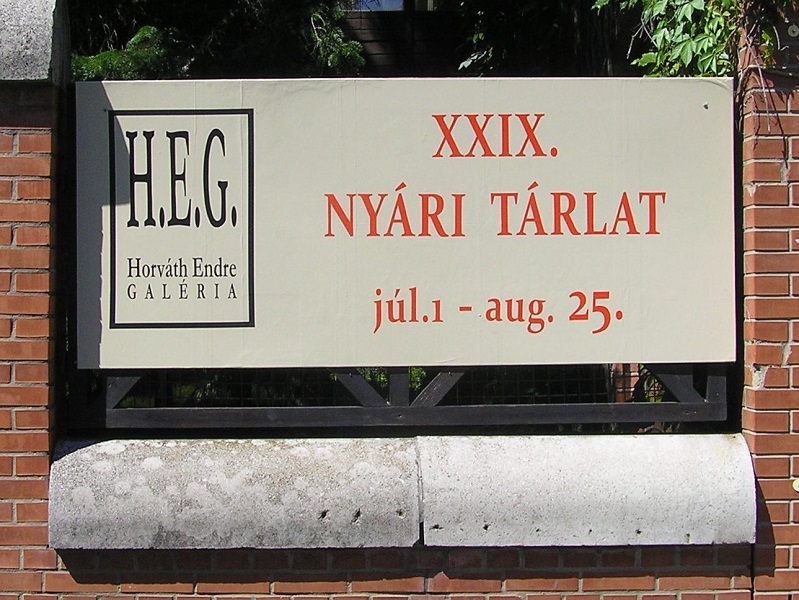 H.E.G.
Horváth Endre
GALÉRIA
XXIX.
NYÁRI TÁRLAT
júl.1 - aug. 25.